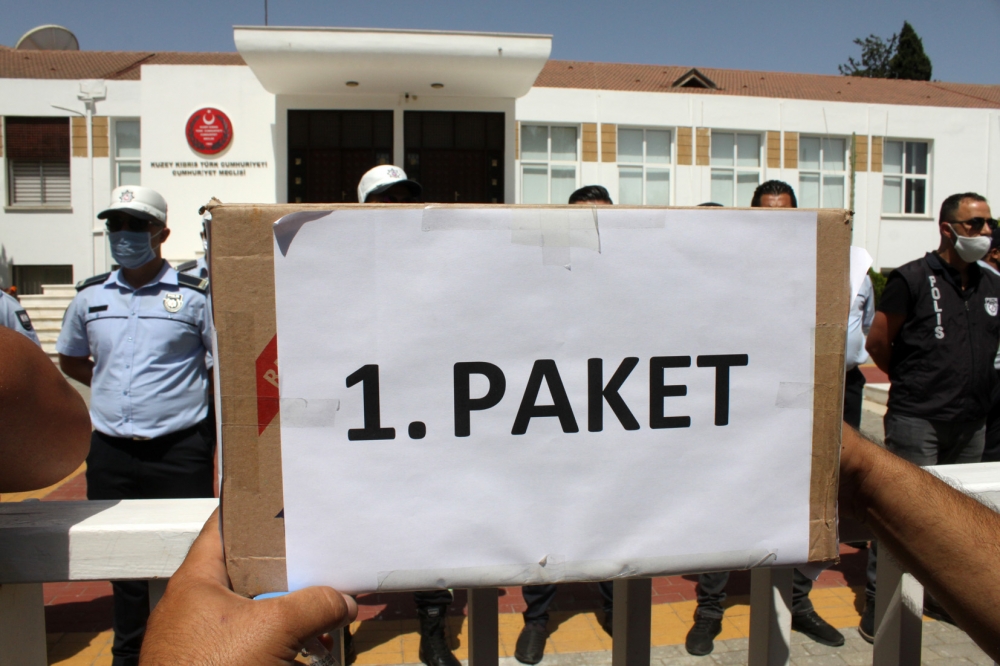 KUZEY KIBRIS TÜRK CUMHURİYETİ
CUMHURİYET MECLİSİ
1. PAKET
POLIS